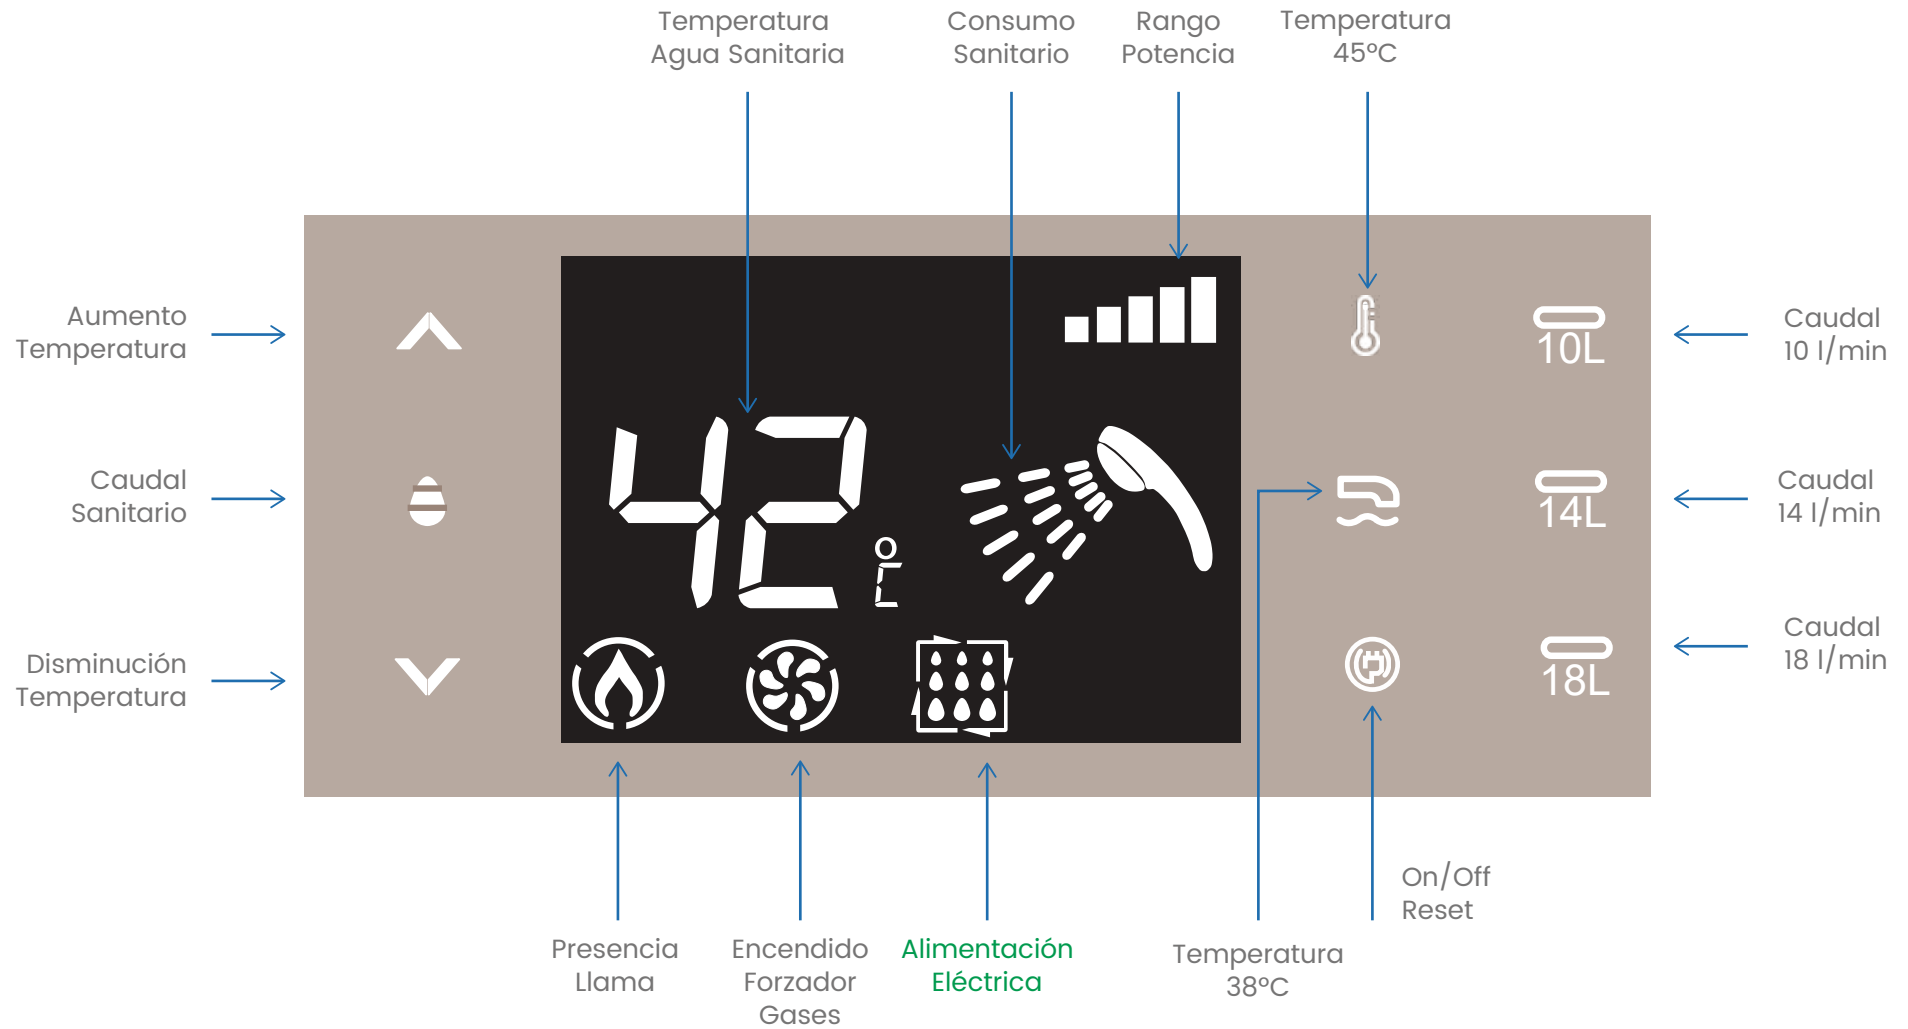 Temperatura
Agua Sanitaria
Consumo
Sanitario
Rango
Potencia
Temperatura
45°C
Aumento
Temperatura
10L
Caudal
10 l/min
Caudal
Sanitario
42 °C
14L
Caudal
14 l/min
Disminución
Temperatura
18L
Caudal
18 l/min
On/Off
Reset
Presencia
Llama
Encendido
Forzador
Gases
Alimentación
Eléctrica
Temperatura
38°C